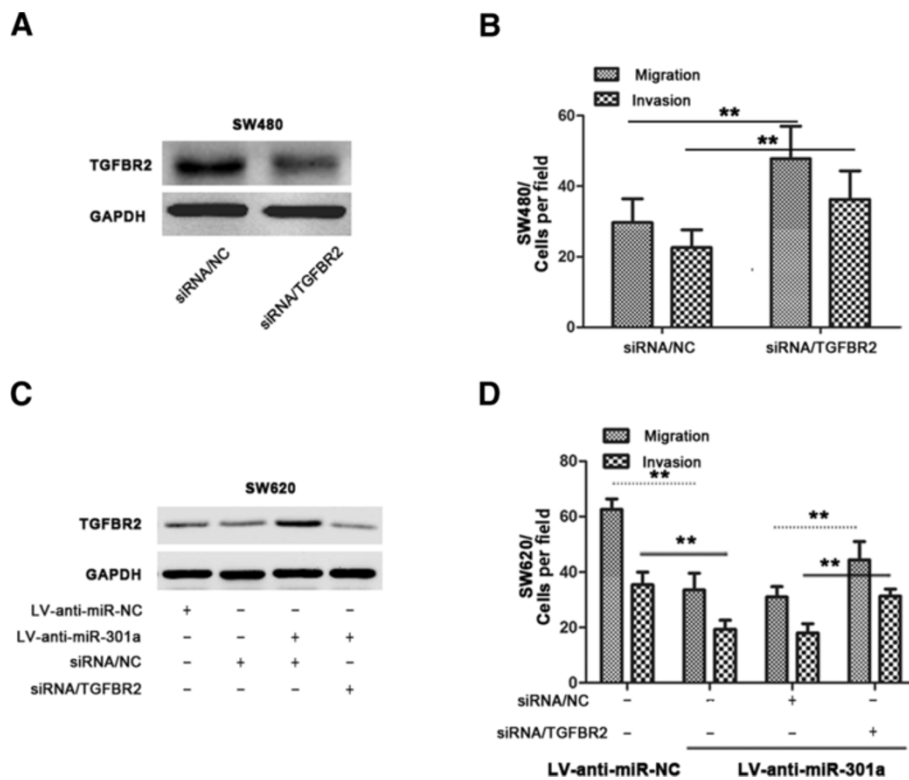 A
SW480
TGFBR2
GAPDH
siRNA/NC
siRNA/TGFBR2
B
Migration
Invasion
SW480/
Cells per field
60
40
20
0
**
**
siRNA/NC
siRNA/TGFBR2
C
SW620
TGFBR2
GAPDH
LV-anti-miR-NC + − − −
LV-anti-miR-301a − − + +
siRNA/NC − + + −
siRNA/TGFBR2 − − − +
D
Migration
Invasion
SW620/
Cells per field
80
60
40
20
0
**
**
**
**
siRNA/NC − − + −
siRNA/TGFBR2 − − − +
LV-anti-miR-NC LV-anti-miR-301a